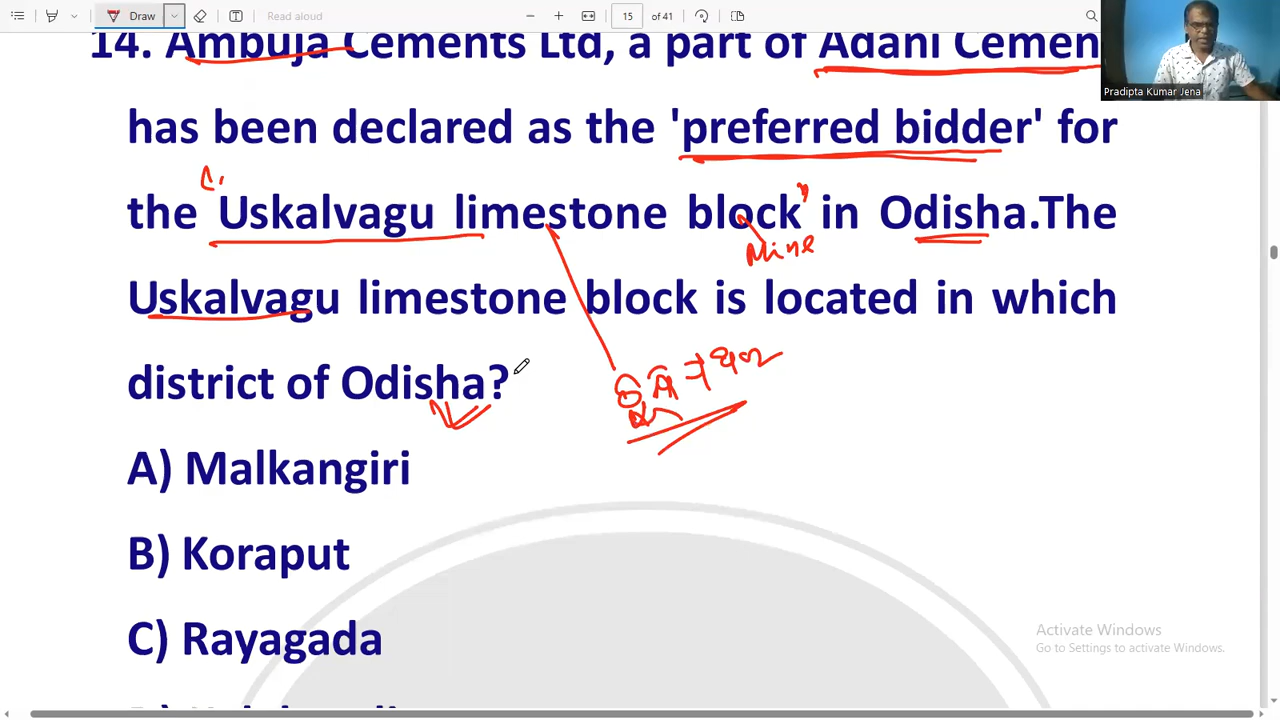 Draw
Read aloud
15 of 41
14. Ambuja Cements Ltd, a part of Adani Cemen
Pradipta Kumar Jena
has been declared as the 'preferred bidder' for
the Uskalvagu limestone block in Odisha.The
Mine
Uskalvagu limestone block is located in which
district of Odisha?
A) Malkangiri
B) Koraput
C) Rayagada
Activate Windows
Go to Settings to activate Windows.